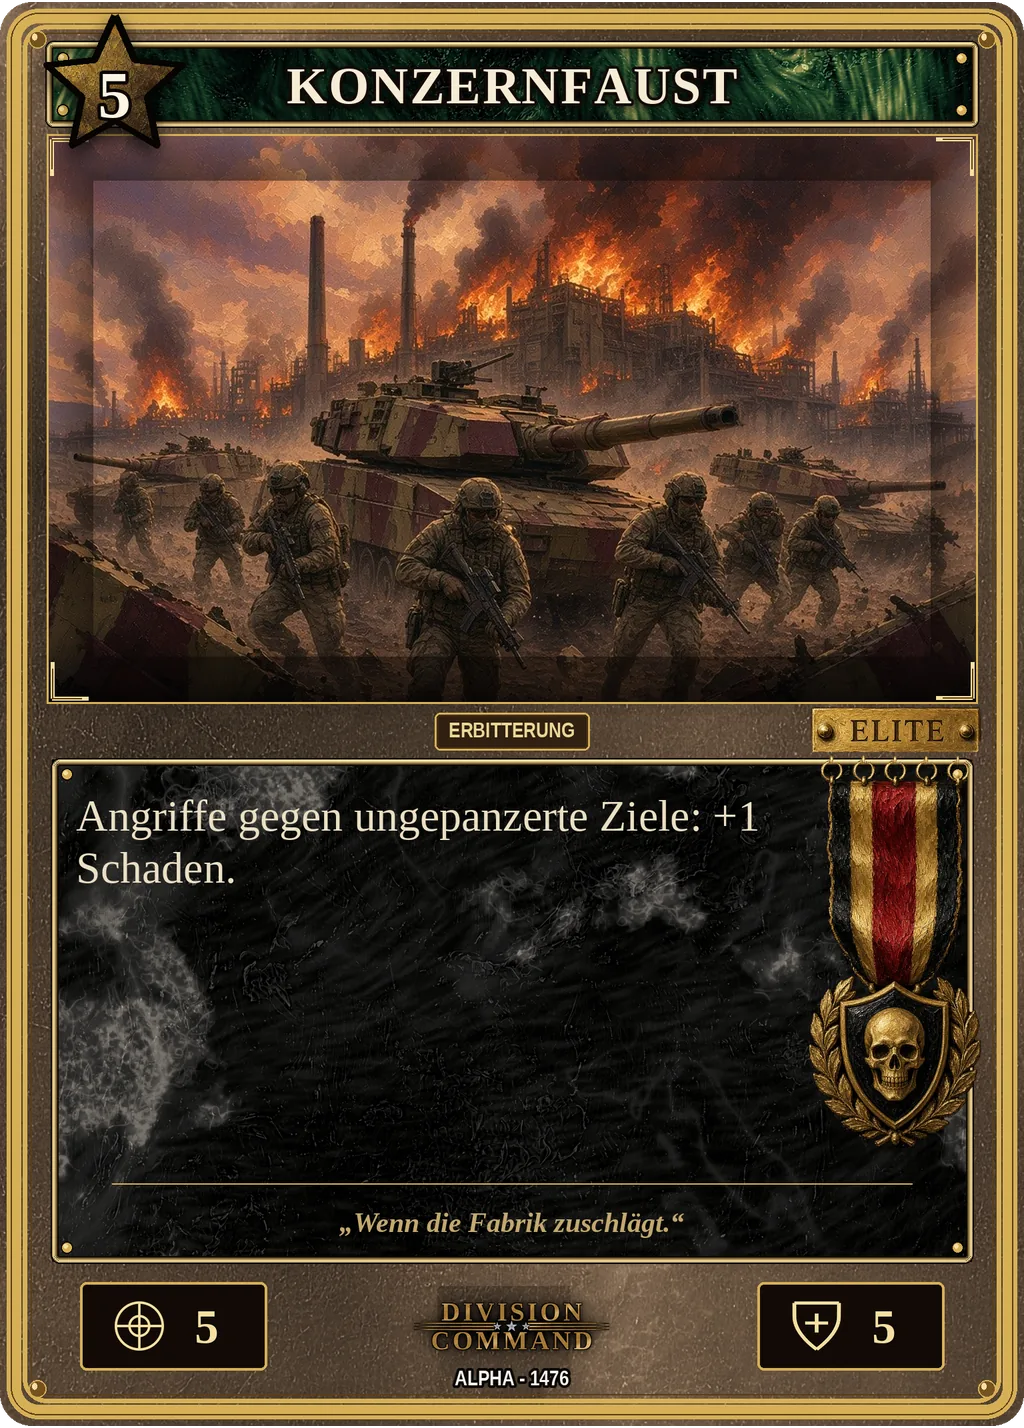 5
KONZERNFAUST
ERBITTERUNG
ELITE
Angriffe gegen ungepanzerte Ziele: +1
Schaden.
„Wenn die Fabrik zuschlägt.“
5
DIVISION
COMMAND
ALPHA - 1476
5